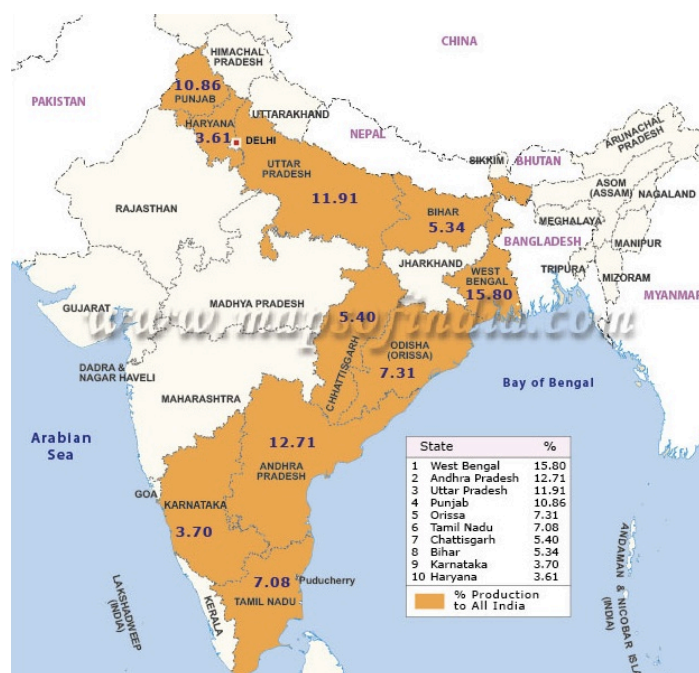 CHINA
HIMACHAL
PRADESH
10.86
PUNJAB
PAKISTAN
UTTARAKHAND
HARYANA
3.61
DELHI
NEPAL
ARUNACHAL
PRADESH
SIKKIM
BHUTAN
UTTAR
PRADESH
11.91
ASOM
(ASSAM)
NAGALAND
RAJASTHAN
BIHAR
5.34
MEGHALAYA
BANGLADESH
MANIPUR
JHARKHAND
WEST
BENGAL
15.80
TRIPURA
MIZORAM
MYANMAR
GUJARAT
MADHYA PRADESH
5.40
CHHATTISGARH
www.mapsofindia.com
ODISHA
(ORISSA)
7.31
DADRA &
NAGAR HAVELI
MAHARASHTRA
Bay of Bengal
Arabian
Sea
12.71
ANDHRA
PRADESH
GOA
KARNATAKA
3.70
7.08
Puducherry
TAMIL NADU
KERALA
LAKSHADWEEP
(INDIA)
State %
1 West Bengal 15.80
2 Andhra Pradesh 12.71
3 Uttar Pradesh 11.91
4 Punjab 10.86
5 Orissa 7.31
6 Tamil Nadu 7.08
7 Chattisgarh 5.40
8 Bihar 5.34
9 Karnataka 3.70
10 Haryana 3.61
% Production
to All India
ANDAMAN & NICOBAR
(INDIA)